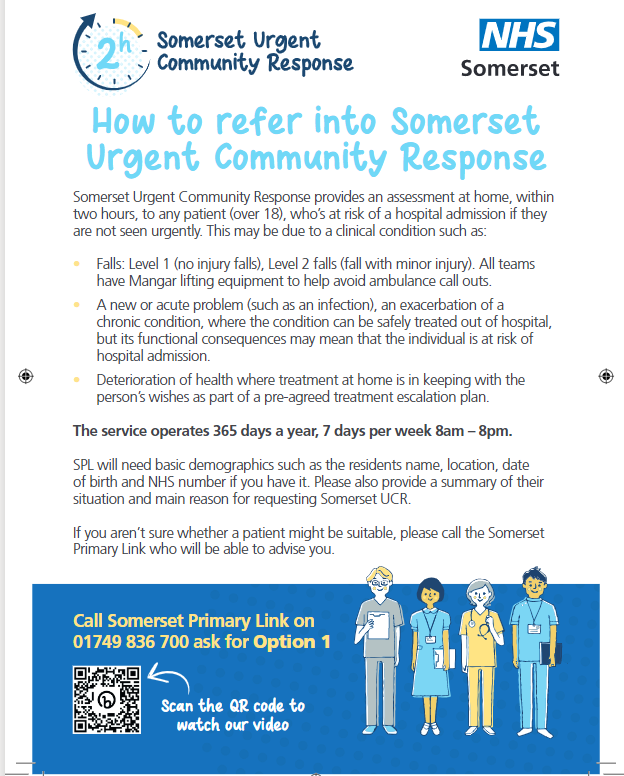 2h
Somerset Urgent
Community Response
NHS
Somerset
How to refer into Somerset
Urgent Community Response
Somerset Urgent Community Response provides an assessment at home, within
two hours, to any patient (over 18), who's at risk of a hospital admission if they
are not seen urgently. This may be due to a clinical condition such as:
• Falls: Level 1 (no injury falls), Level 2 falls (fall with minor injury). All teams
have Mangar lifting equipment to help avoid ambulance call outs.
• A new or acute problem (such as an infection), an exacerbation of a
chronic condition, where the condition can be safely treated out of hospital,
but its functional consequences may mean that the individual is at risk of
hospital admission.
• Deterioration of health where treatment at home is in keeping with the
person's wishes as part of a pre-agreed treatment escalation plan.
The service operates 365 days a year, 7 days per week 8am – 8pm.
SPL will need basic demographics such as the residents name, location, date
of birth and NHS number if you have it. Please also provide a summary of their
situation and main reason for requesting Somerset UCR.
If you aren't sure whether a patient might be suitable, please call the Somerset
Primary Link who will be able to advise you.
Call Somerset Primary Link on
01749 836 700 ask for Option 1
Scan the QR code to
watch our video